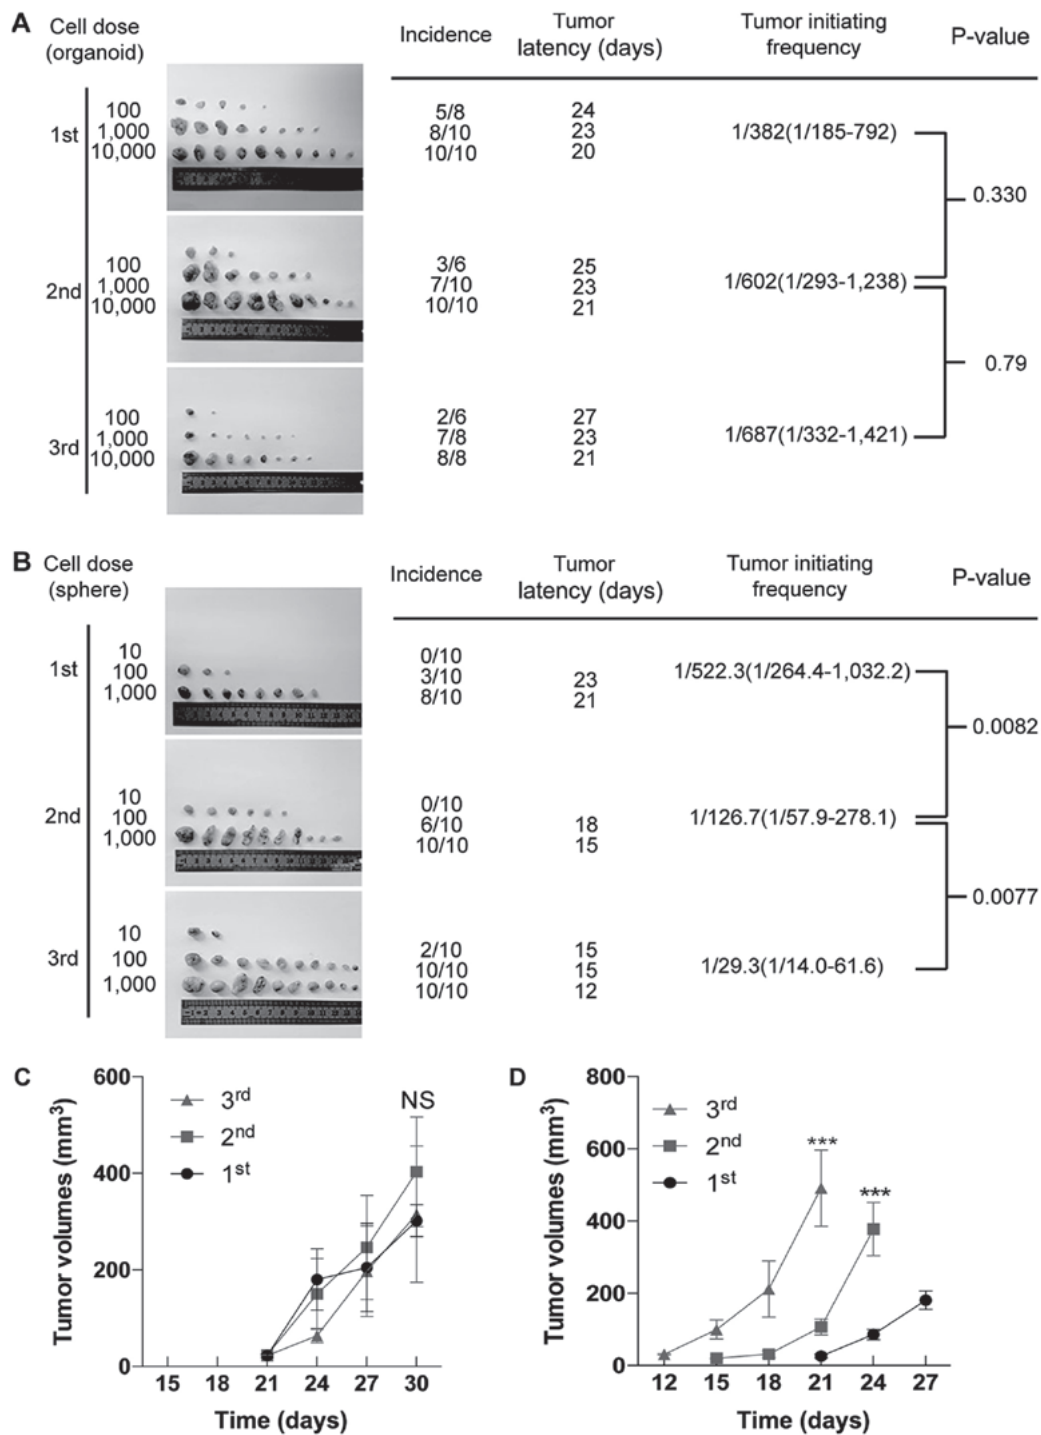 A
Cell dose
(organoid)
Incidence
Tumor
latency (days)
Tumor initiating
frequency
P-value
1st
100
1,000
10,000
5/8
8/10
10/10
24
23
20
1/382(1/185-792)
0.330
2nd
100
1,000
10,000
3/6
7/10
10/10
25
23
21
1/602(1/293-1,238)
0.79
3rd
100
1,000
10,000
2/6
7/8
8/8
27
23
21
1/687(1/332-1,421)
B
Cell dose
(sphere)
Incidence
Tumor
latency (days)
Tumor initiating
frequency
P-value
1st
10
100
1,000
0/10
3/10
8/10
23
21
1/522.3(1/264.4-1,032.2)
0.0082
2nd
10
100
1,000
0/10
6/10
10/10
18
15
1/126.7(1/57.9-278.1)
0.0077
3rd
10
100
1,000
2/10
10/10
10/10
15
15
12
1/29.3(1/14.0-61.6)
C
Tumor volumes (mm³)
600
400
200
0
3rd
2nd
1st
NS
15 18 21 24 27 30
Time (days)
D
Tumor volumes (mm³)
800
600
400
200
0
3rd
2nd
1st
***
***
12 15 18 21 24 27
Time (days)